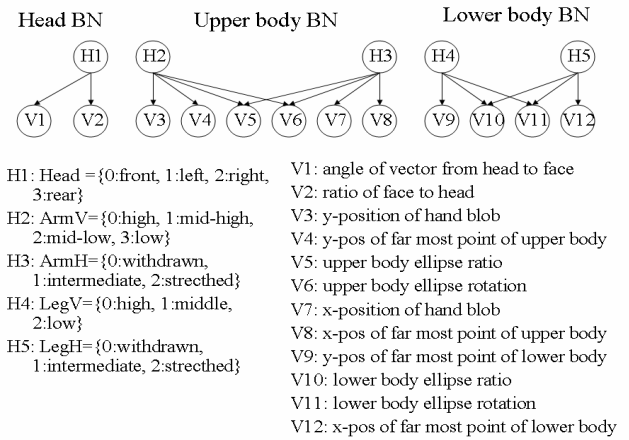 Head BN
Upper body BN
Lower body BN
H1
H2
H3
H4
H5
V1
V2
V3
V4
V5
V6
V7
V8
V9
V10
V11
V12
H1: Head ={0:front, 1:left, 2:right,
3:rear}
H2: ArmV={0:high, 1:mid-high,
2:mid-low, 3:low}
H3: ArmH={0:withdrawn,
1:intermediate, 2:strecthed}
H4: LegV={0:high, 1:middle,
2:low}
H5: LegH={0:withdrawn,
1:intermediate, 2:strecthed}
V1: angle of vector from head to face
V2: ratio of face to head
V3: y-position of hand blob
V4: y-pos of far most point of upper body
V5: upper body ellipse ratio
V6: upper body ellipse rotation
V7: x-position of hand blob
V8: x-pos of far most point of upper body
V9: y-pos of far most point of lower body
V10: lower body ellipse ratio
V11: lower body ellipse rotation
V12: x-pos of far most point of lower body